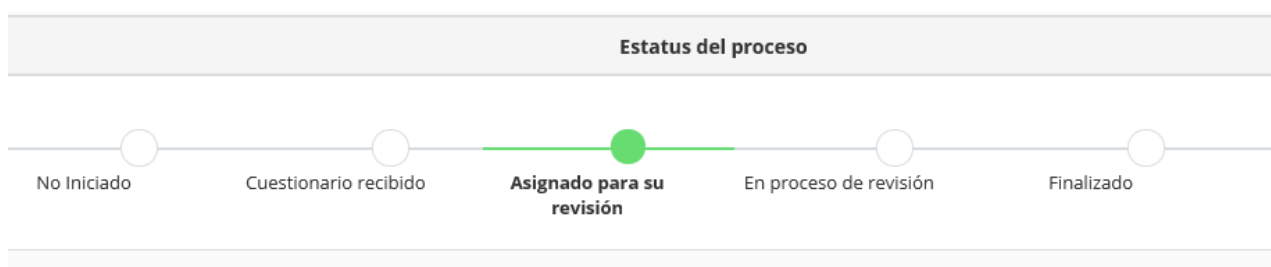 Estatus del proceso
No Iniciado
Cuestionario recibido
Asignado para su
revisión
En proceso de revisión
Finalizado